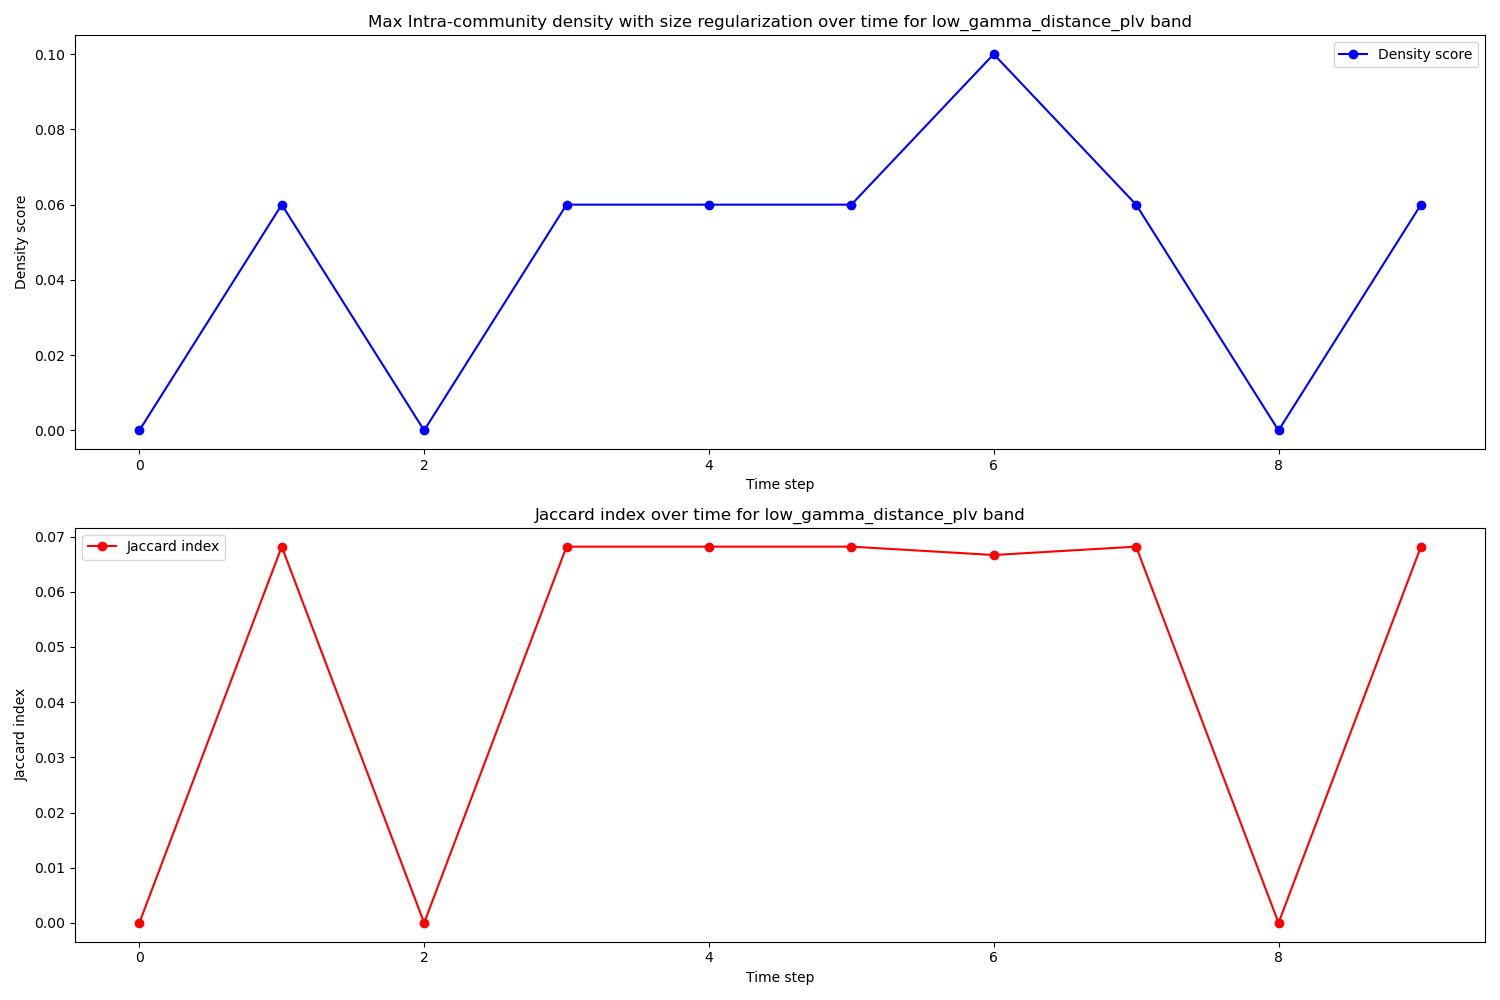 Max Intra-community density with size regularization over time for low_gamma_distance_plv band
Density score
0.10
0.08
0.06
0.04
0.02
0.00
Density score
0 2 4 6 8
Time step
Jaccard index over time for low_gamma_distance_plv band
Jaccard index
0.07
0.06
0.05
0.04
0.03
0.02
0.01
0.00
Jaccard index
0 2 4 6 8
Time step